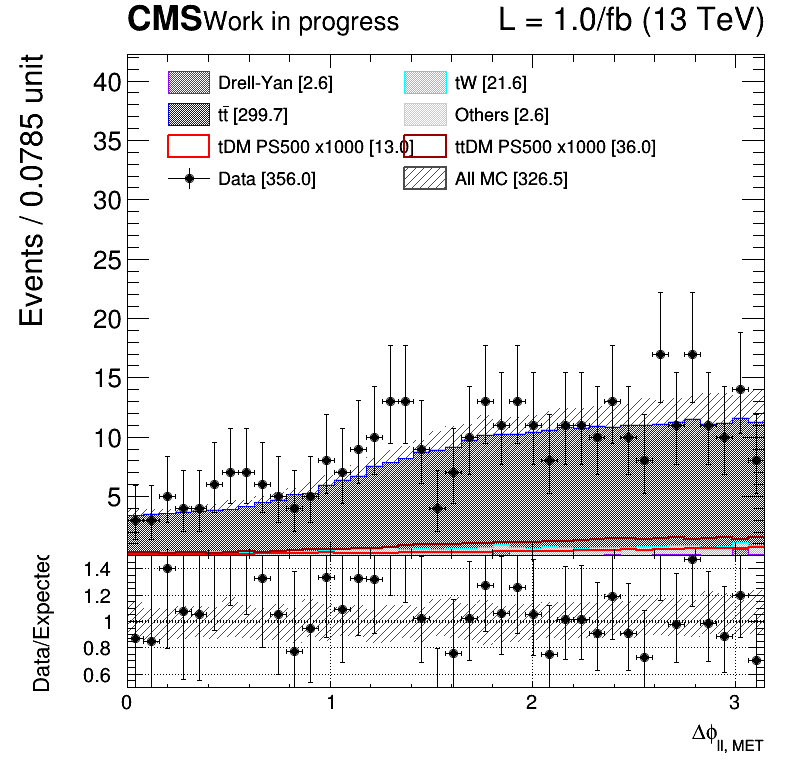 CMS Work in progress L = 1.0/fb (13 TeV)
Events / 0.0785 unit
40
35
30
25
20
15
10
5
Drell-Yan [2.6]
tW [21.6]
tt̄ [299.7]
Others [2.6]
tDM PS500 x1000 [13.0]
ttDM PS500 x1000 [36.0]
Data [356.0]
All MC [326.5]
Data/Expected
1.4
1.2
1
0.8
0.6
0 1 2 3
Δϕll, MET